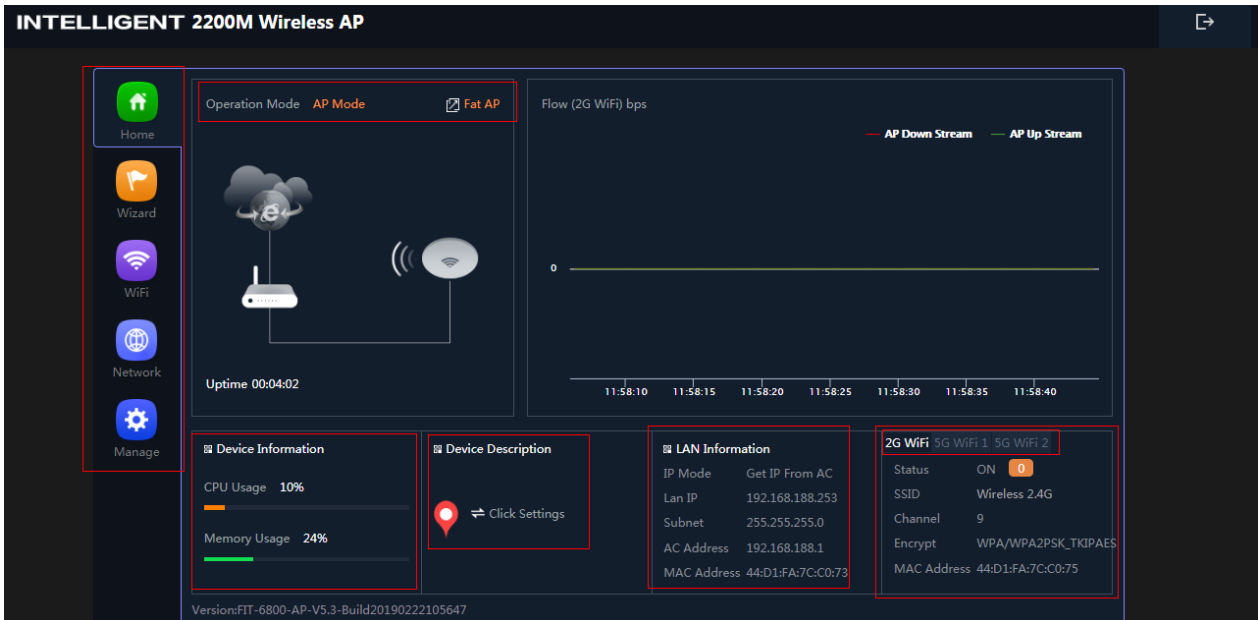 INTELLIGENT 2200M Wireless AP
Home
Wizard
WiFi
Network
Manage
Operation Mode AP Mode Fat AP
Uptime 00:04:02
Flow (2G WiFi) bps
AP Down Stream AP Up Stream
0
11:58:10 11:58:15 11:58:20 11:58:25 11:58:30 11:58:35 11:58:40
Device Information
CPU Usage 10%
Memory Usage 24%
Device Description
Click Settings
LAN Information
IP Mode Get IP From AC
Lan IP 192.168.188.253
Subnet 255.255.255.0
AC Address 192.168.188.1
MAC Address 44:D1:FA:7C:C0:73
2G WiFi 5G WiFi 1 5G WiFi 2
Status ON 0
SSID Wireless 2.4G
Channel 9
Encrypt WPA/WPA2PSK_TKIPAES
MAC Address 44:D1:FA:7C:C0:75
Version:FIT-6800-AP-V5.3-Build20190222105647